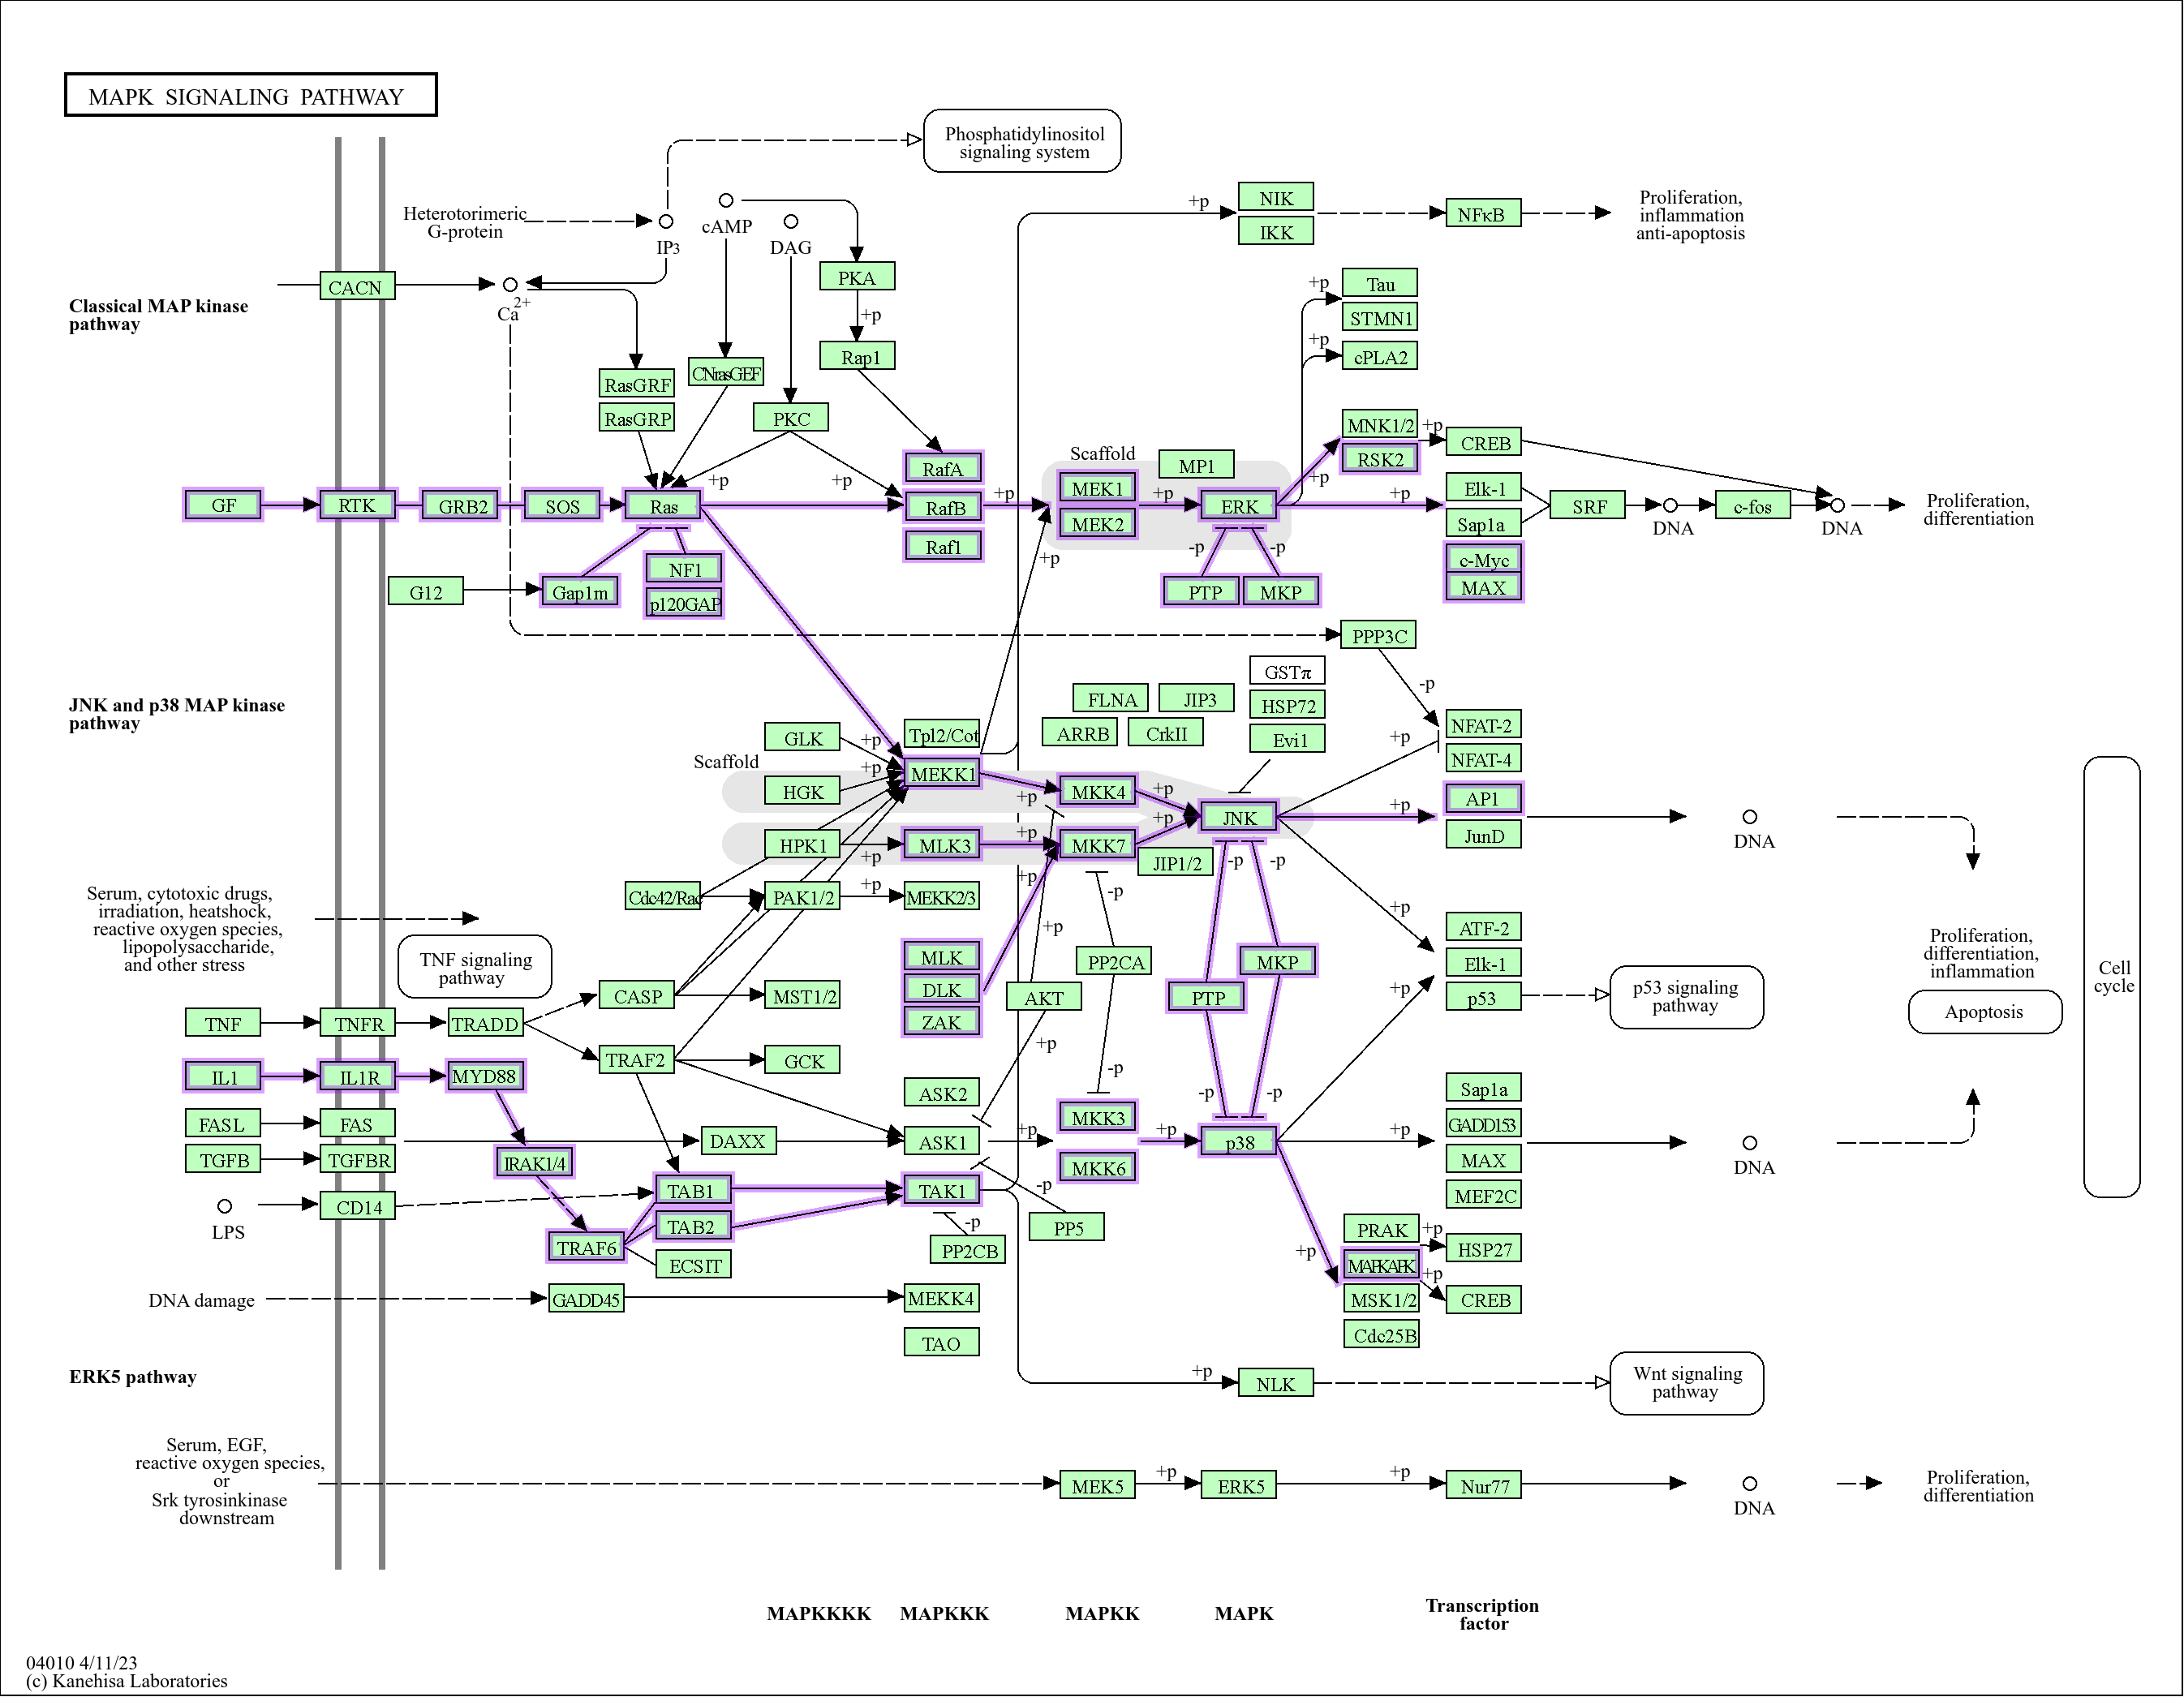 MAPK SIGNALING PATHWAY
Phosphatidylinositol
signaling system
Heterotorimeric
G-protein
IP3
cAMP
DAG
+p
NIK
IKK
NFκB
Proliferation,
inflammation
anti-apoptosis
CACN
Ca2+
PKA
+p
Rap1
Classical MAP kinase
pathway
+p
Tau
STMN1
+p
cPLA2
RasGRF
RasGRP
CNrasGEF
PKC
MNK1/2
RSK2
+p
CREB
Scaffold
MP1
RafA
RafB
Raf1
MEK1
MEK2
GF
RTK
GRB2
SOS
Ras
+p
+p
+p
+p
ERK
+p
+p
Elk-1
Sap1a
c-Myc
MAX
SRF
DNA
c-fos
DNA
Proliferation,
differentiation
G12
Gap1m
NF1
p120GAP
+p
-p
-p
PTP
MKP
PPP3C
-p
JNK and p38 MAP kinase
pathway
GSTπ
HSP72
Evi1
FLNA
JIP3
ARRB
CrkII
NFAT-2
NFAT-4
Scaffold
GLK
HGK
HPK1
+p
+p
Tpl2/Cot
MEKK1
MLK3
+p
+p
+p
MKK4
MKK7
+p
+p
JNK
JIP1/2
+p
+p
AP1
JunD
DNA
+p
Cdc42/Rac
PAK1/2
+p
MEKK2/3
+p
-p
-p
-p
Serum, cytotoxic drugs,
irradiation, heatshock,
reactive oxygen species,
lipopolysaccharide,
and other stress
TNF signaling
pathway
MLK
DLK
ZAK
+p
AKT
PP2CA
MKP
PTP
+p
ATF-2
Elk-1
p53
+p
p53 signaling
pathway
Proliferation,
differentiation,
inflammation
Apoptosis
Cell
cycle
TNF
TNFR
TRADD
CASP
MST1/2
TRAF2
GCK
+p
-p
-p
-p
IL1
IL1R
MYD88
ASK2
FASL
FAS
DAXX
ASK1
+p
MKK3
MKK6
+p
p38
+p
Sap1a
GADD153
MAX
MEF2C
DNA
TGFB
TGFBR
IRAK1/4
LPS
CD14
TAB1
TAB2
TRAF6
ECSIT
TAK1
-p
-p
PP2CB
PP5
+p
PRAK
MAPKAPK
MSK1/2
Cdc25B
+p
+p
HSP27
CREB
DNA damage
GADD45
MEKK4
TAO
ERK5 pathway
+p
NLK
Wnt signaling
pathway
Serum, EGF,
reactive oxygen species,
or
Srk tyrosinkinase
downstream
MEK5
+p
ERK5
+p
Nur77
DNA
Proliferation,
differentiation
MAPKKKK
MAPKKK
MAPKK
MAPK
Transcription
factor
04010 4/11/23
(c) Kanehisa Laboratories